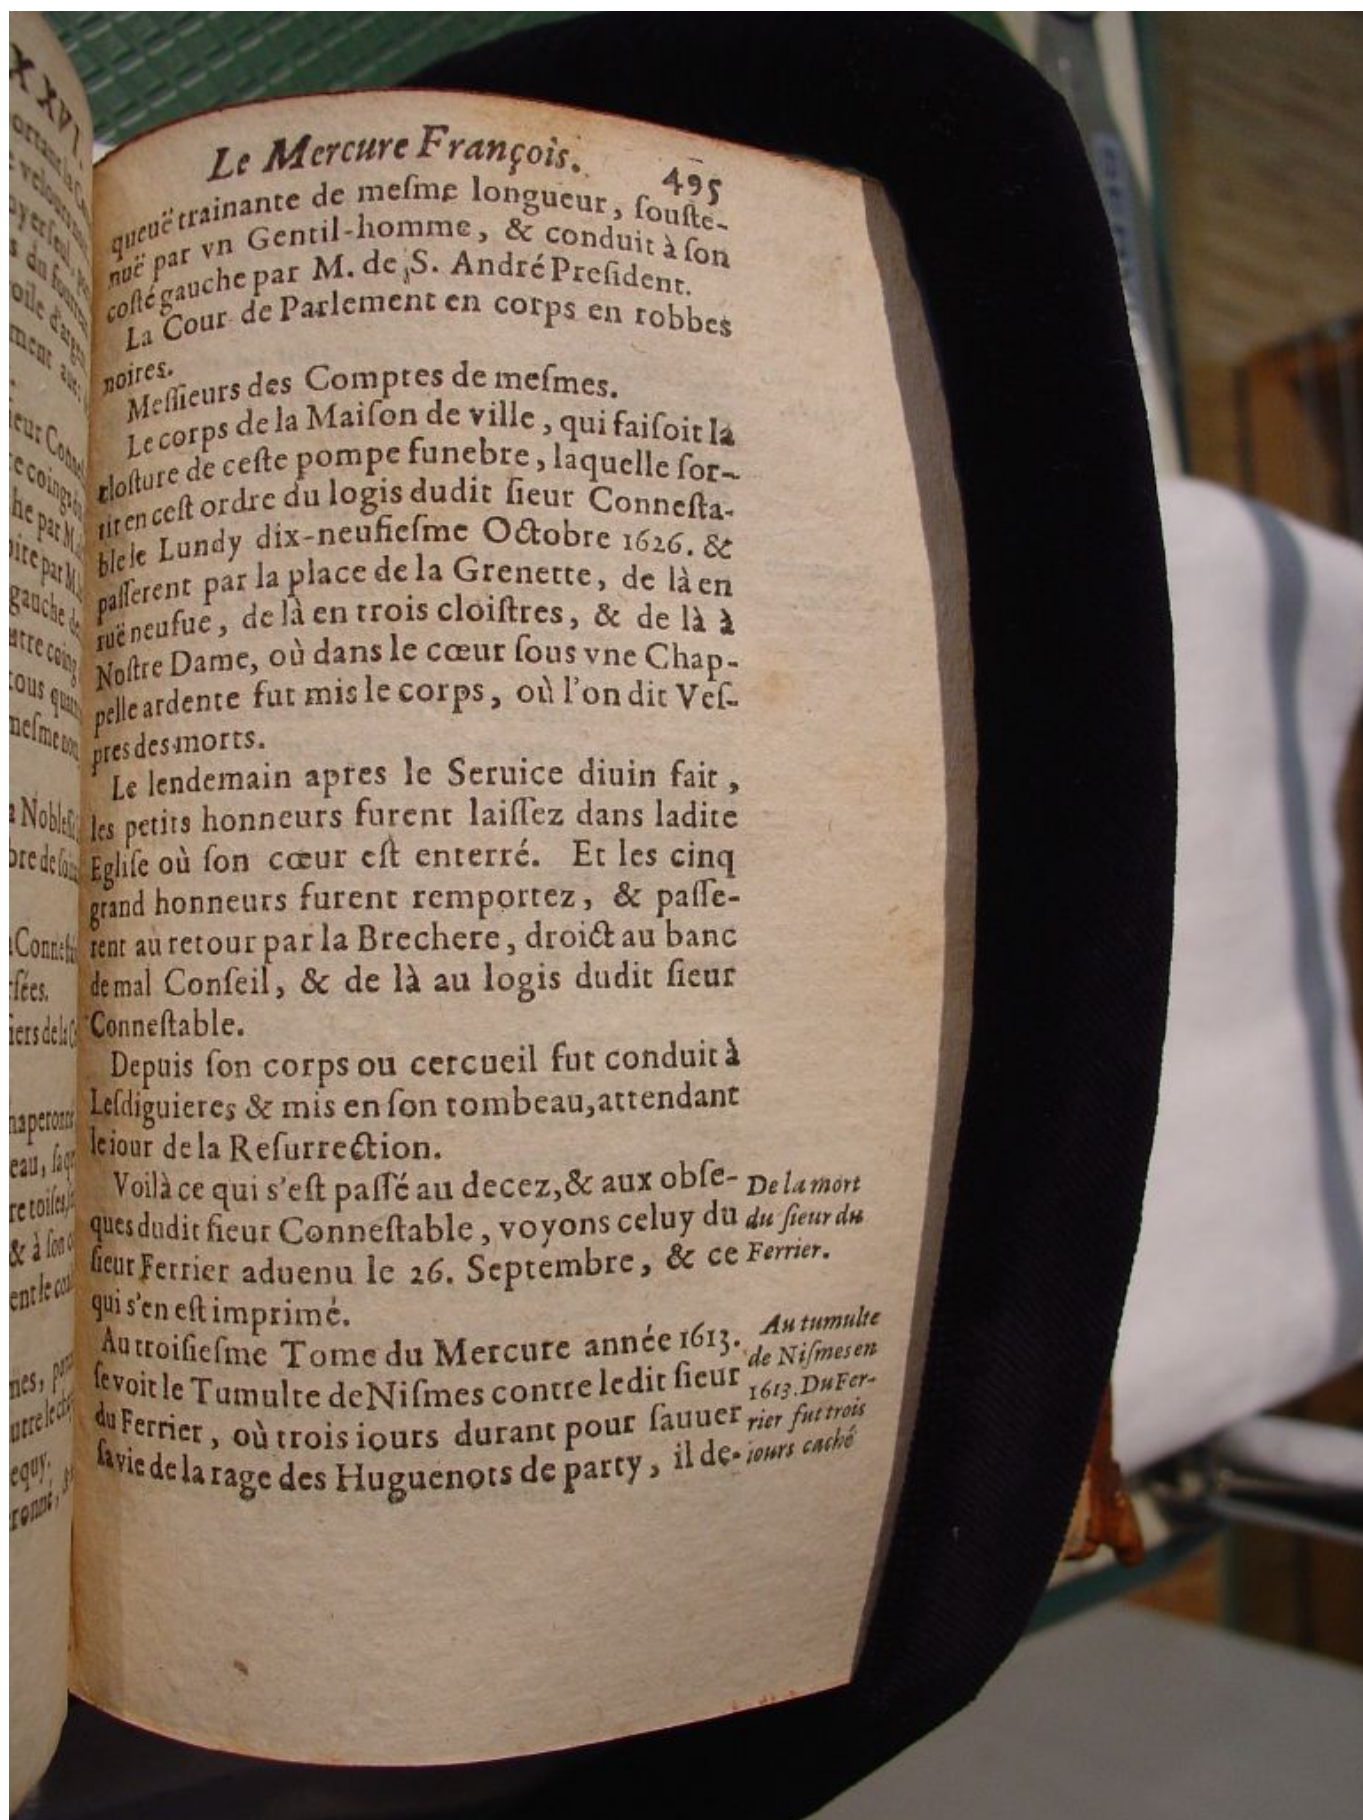 Le Mercure François. 495
queuë trainante de meſme longueur, ſouſte-
nuë par vn Gentil-homme, & conduit à ſon
coſté gauche par M. de S. André Preſident.
La Cour de Parlement en corps en robbes
noires.
Meſſieurs des Comptes de meſmes.
Le corps de la Maiſon de ville, qui faiſoit la
cloſture de ceſte pompe funebre, laquelle ſor-
tit en ceſt ordre du logis dudit ſieur Conneſta-
ble le Lundy dix-neufieſme Octobre 1626. &
paſſerent par la place de la Grenette, de là en
ruë neufue, de là en trois cloiſtres, & de là à
Noſtre Dame, où dans le cœur ſous vne Chap-
pelle ardente fut mis le corps, où l'on dit Veſ-
pres des morts.
Le lendemain apres le Seruice diuin fait,
les petits honneurs furent laiſſez dans ladite
Egliſe où ſon cœur eſt enterré. Et les cinq
grand honneurs furent remportez, & paſſe-
rent au retour par la Brechere, droict au banc
de mal Conſeil, & de là au logis dudit ſieur
Conneſtable.
Depuis ſon corps ou cercueil fut conduit à
Leſdiguieres & mis en ſon tombeau, attendant
le iour de la Reſurrection.
Voilà ce qui s'eſt paſſé au decez, & aux obſe-
ques dudit ſieur Conneſtable, voyons celuy du
ſieur Ferrier aduenu le 26. Septembre, & ce
qui s'en eſt imprimé.
Au troiſieſme Tome du Mercure année 1613.
ſe voit le Tumulte de Niſmes contre ledit ſieur
du Ferrier, où trois iours durant pour ſauuer
ſa vie de la rage des Huguenots de party, il de-
De la mort
du ſieur du
Ferrier.
Au tumulte
de Niſmes en
1613. Du Fer-
rier fut trois
iours caché